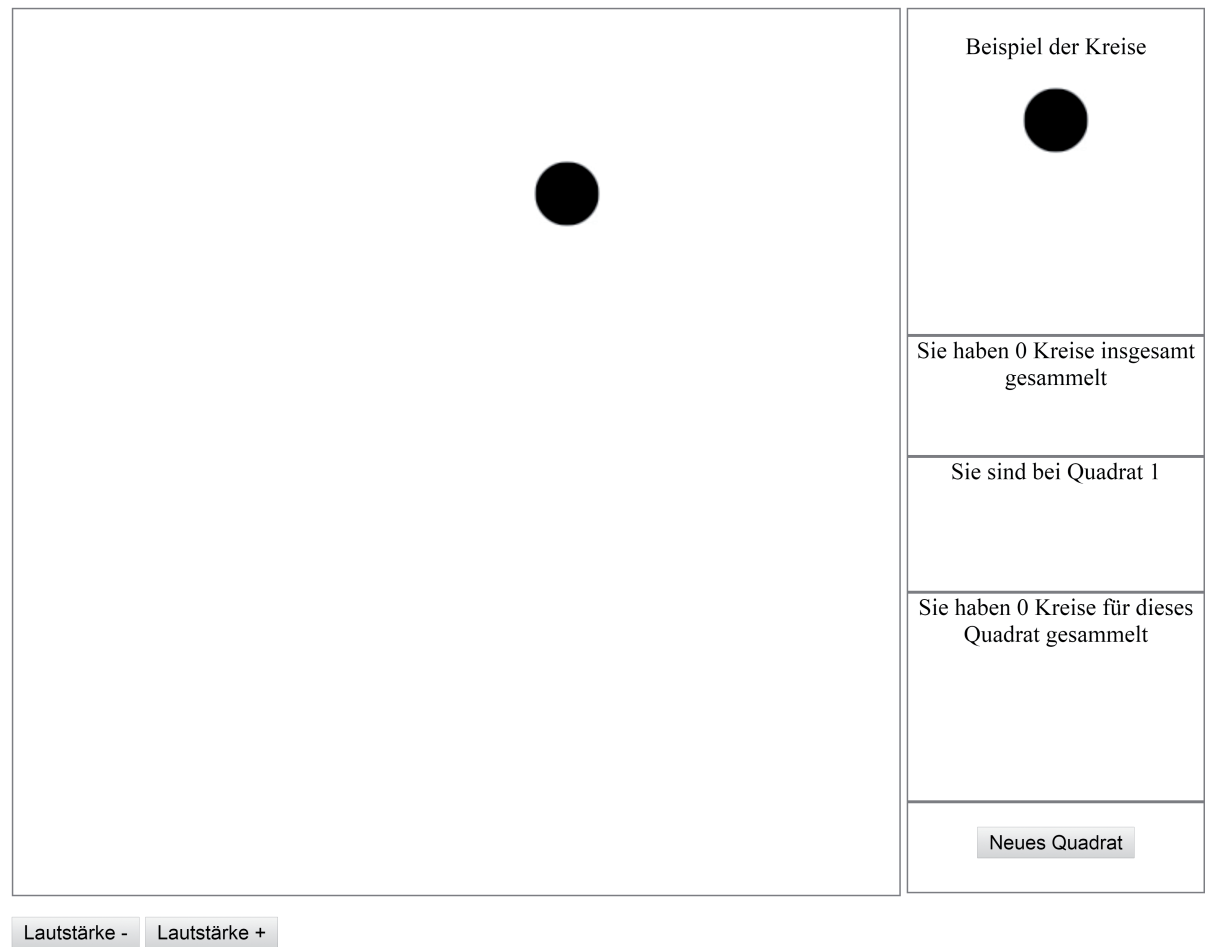 Beispiel der Kreise
Sie haben 0 Kreise insgesamt
gesammelt
Sie sind bei Quadrat 1
Sie haben 0 Kreise für dieses
Quadrat gesammelt
Neues Quadrat
Lautstärke - Lautstärke +